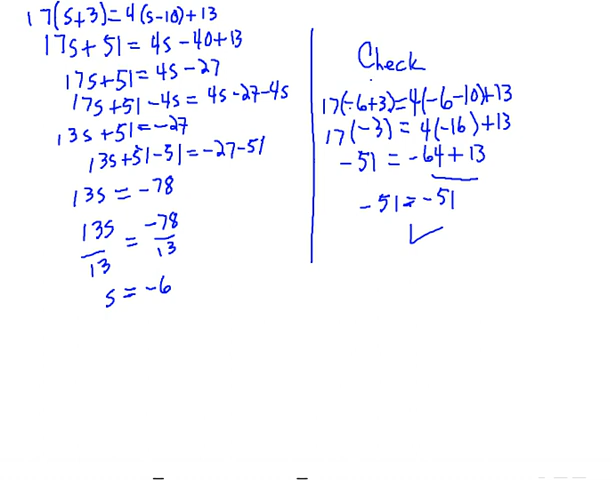 17(s+3)=4(s-10)+13
17s+51=4s-40+13
17s+51=4s-27
17s+51-4s=4s-27-4s
13s+51=-27
13s+51-51=-27-51
13s=-78
13s/13=-78/13
s=-6
Check
17(-6+3)=4(-6-10)+13
17(-3)=4(-16)+13
-51=-64+13
-51=-51
✓